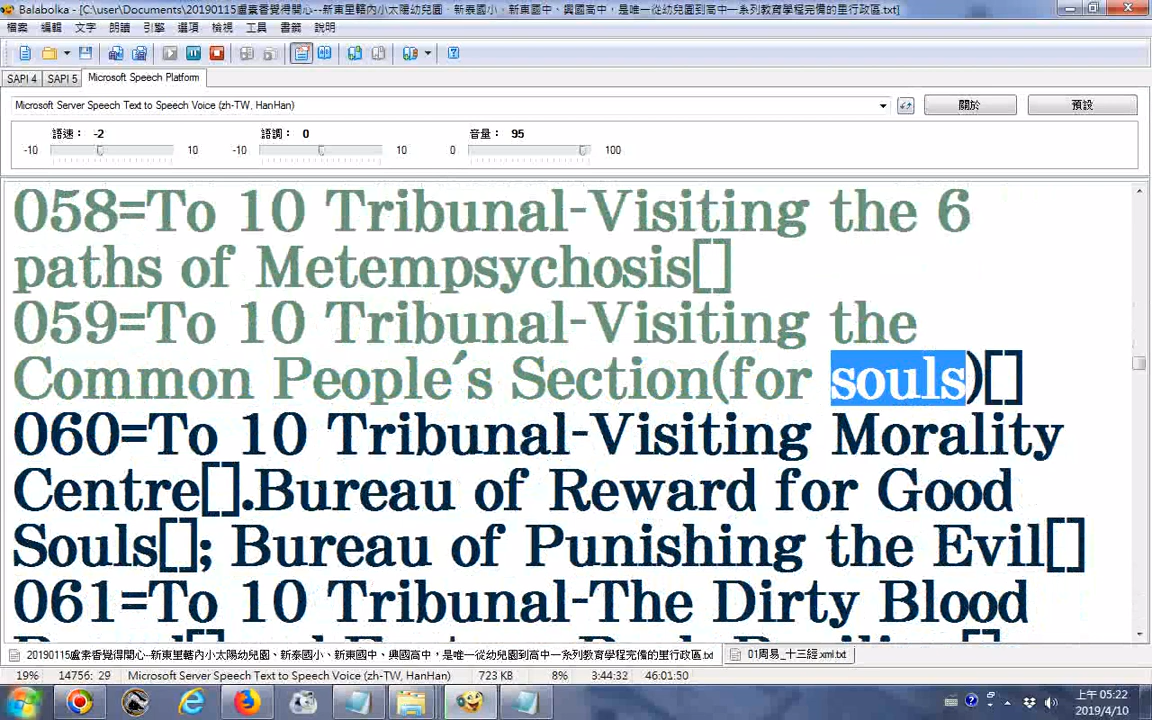 Balabolka - [C:\user\Documents\20190115盧素香覺得開心--新東里轄內小太陽幼兒園、新泰國小、新東國中、興國高中，是唯一從幼兒園到高中一系列教育學程完備的里行政區.txt]
檔案 編輯 文字 朗讀 引擎 選項 檢視 工具 書籤 說明
SAPI 4 SAPI 5 Microsoft Speech Platform
Microsoft Server Speech Text to Speech Voice (zh-TW, HanHan) 關於 預設
語速： -2 語調： 0 音量： 95
-10 10 -10 10 0 100
058=To 10 Tribunal-Visiting the 6
paths of Metempsychosis[]
059=To 10 Tribunal-Visiting the
Common People's Section(for souls)[]
060=To 10 Tribunal-Visiting Morality
Centre[].Bureau of Reward for Good
Souls[]; Bureau of Punishing the Evil[]
061=To 10 Tribunal-The Dirty Blood
20190115盧素香覺得開心--新東里轄內小太陽幼兒園、新泰國小、新東國中、興國高中，是唯一從幼兒園到高中一系列教育學程完備的里行政區.txt 01周易_十三經.xml.txt
19% 14756: 29 Microsoft Server Speech Text to Speech Voice (zh-TW, HanHan) 723 KB 8% 3:44:32 46:01:50
上午 05:22
2019/4/10